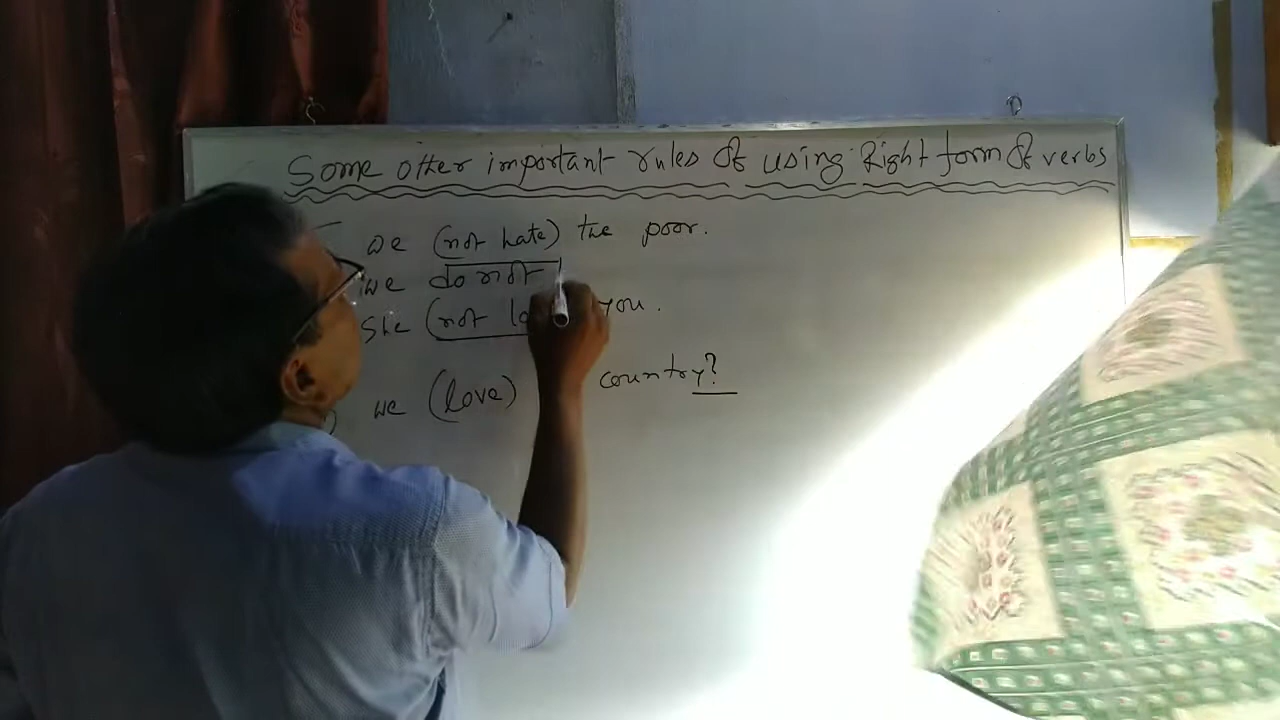 Some other important rules of using Right form of verbs
we (not hate) the poor.
we do not
She (not you.
) we (love) country?